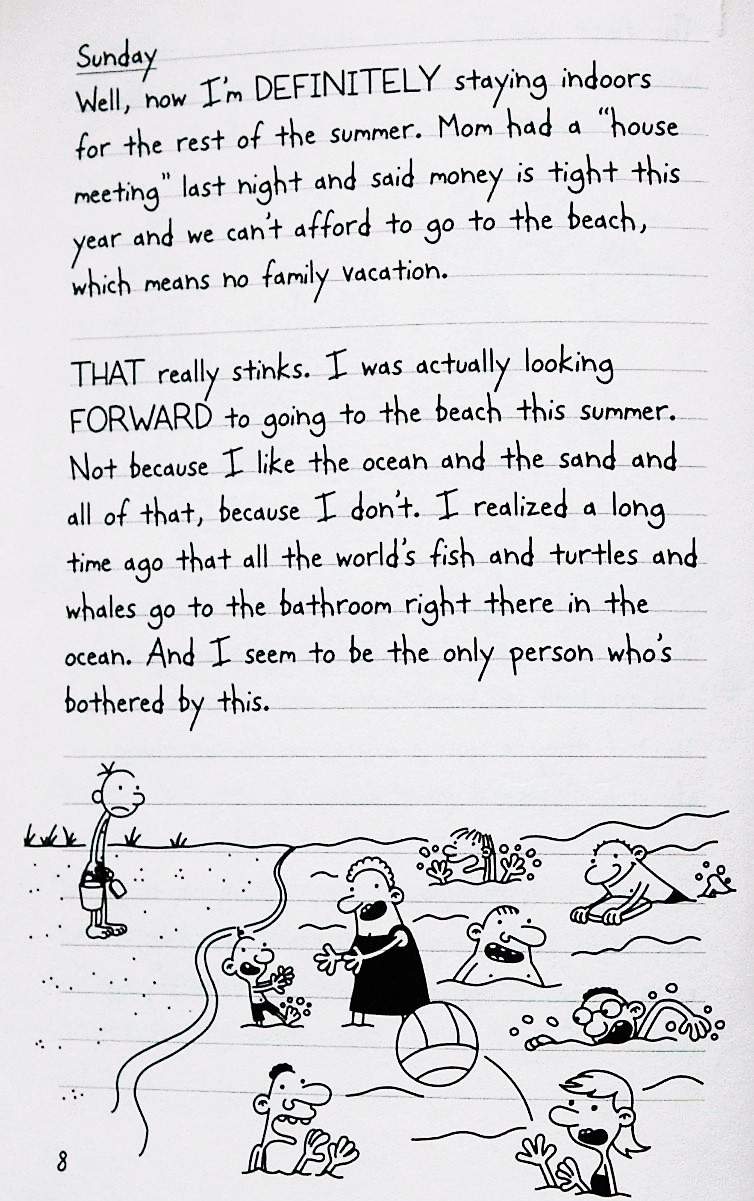 Sunday
Well, now I'm DEFINITELY staying indoors
for the rest of the summer. Mom had a "house
meeting" last night and said money is tight this
year and we can't afford to go to the beach,
which means no family vacation.
THAT really stinks. I was actually looking
FORWARD to going to the beach this summer.
Not because I like the ocean and the sand and
all of that, because I don't. I realized a long
time ago that all the world's fish and turtles and
whales go to the bathroom right there in the
ocean. And I seem to be the only person who's
bothered by this.
8